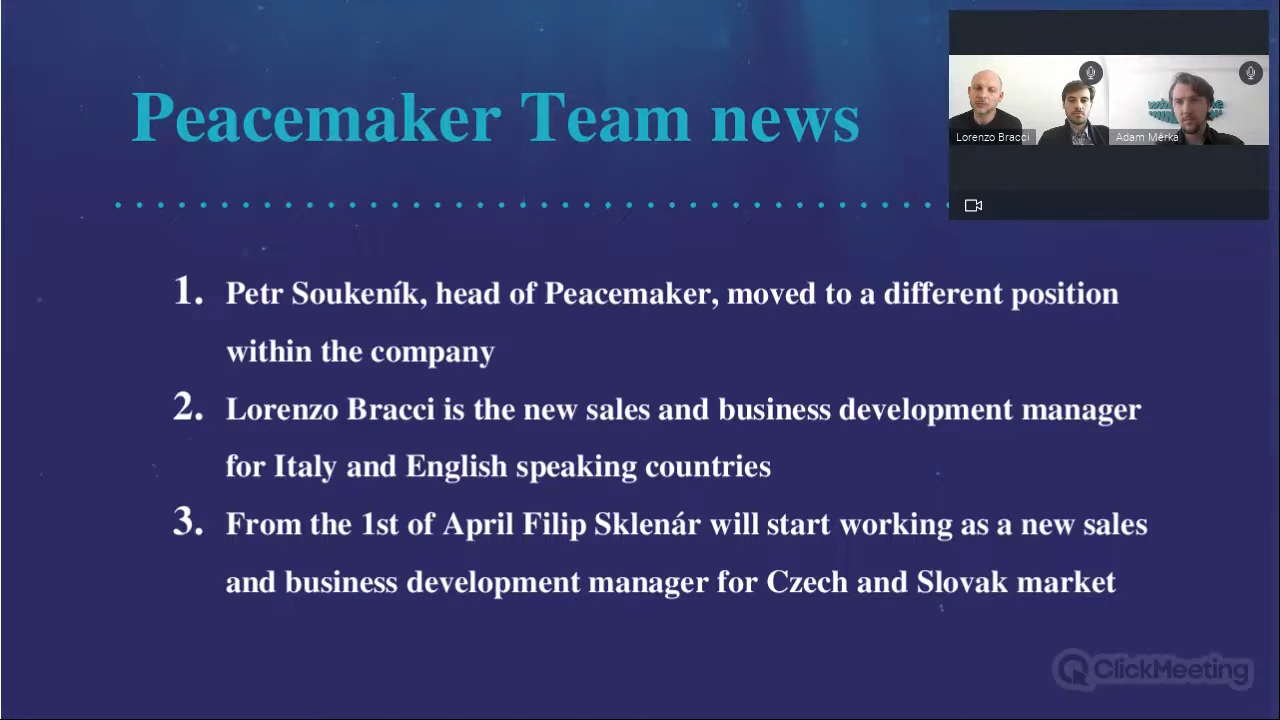 Peacemaker Team news
Lorenzo Bracci
Adam Měrka
1. Petr Soukeník, head of Peacemaker, moved to a different position
within the company
2. Lorenzo Bracci is the new sales and business development manager
for Italy and English speaking countries
3. From the 1st of April Filip Sklenár will start working as a new sales
and business development manager for Czech and Slovak market
ClickMeeting